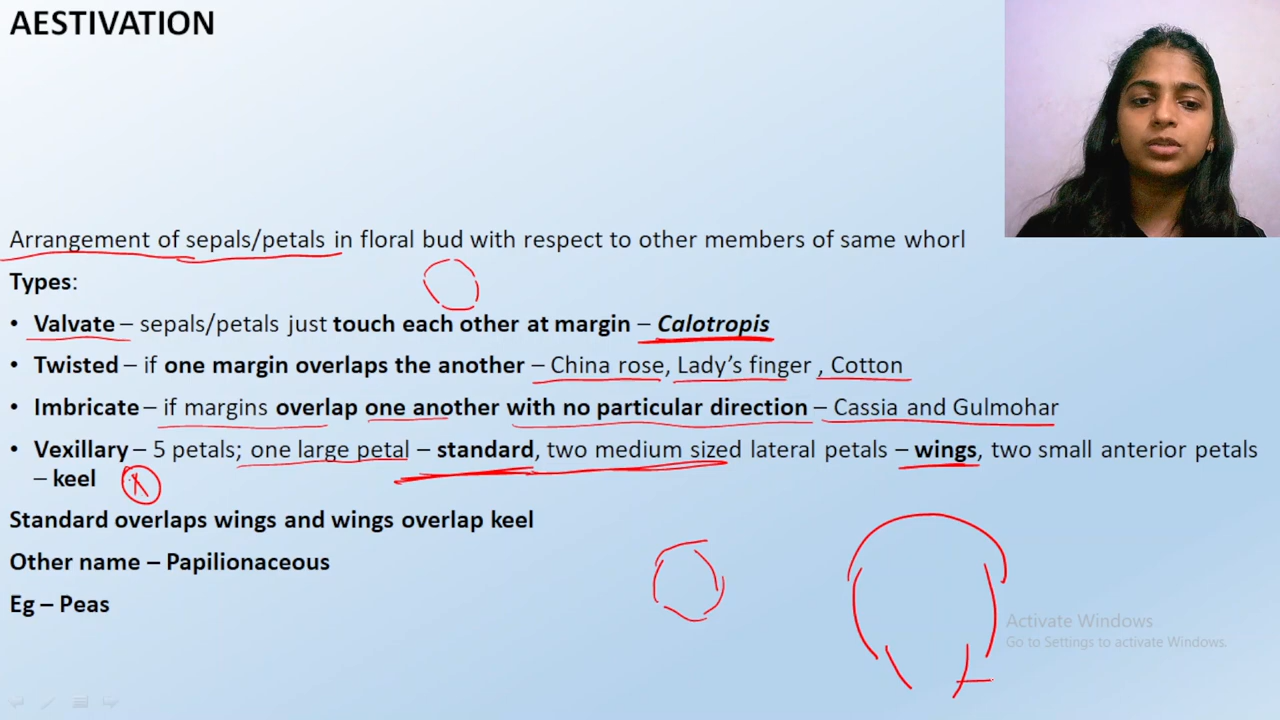 AESTIVATION
Arrangement of sepals/petals in floral bud with respect to other members of same whorl
Types:
• Valvate – sepals/petals just touch each other at margin – Calotropis
• Twisted – if one margin overlaps the another – China rose, Lady’s finger , Cotton
• Imbricate – if margins overlap one another with no particular direction – Cassia and Gulmohar
• Vexillary – 5 petals; one large petal – standard, two medium sized lateral petals – wings, two small anterior petals
– keel
Standard overlaps wings and wings overlap keel
Other name – Papilionaceous
Eg – Peas
Activate Windows
Go to Settings to activate Windows.